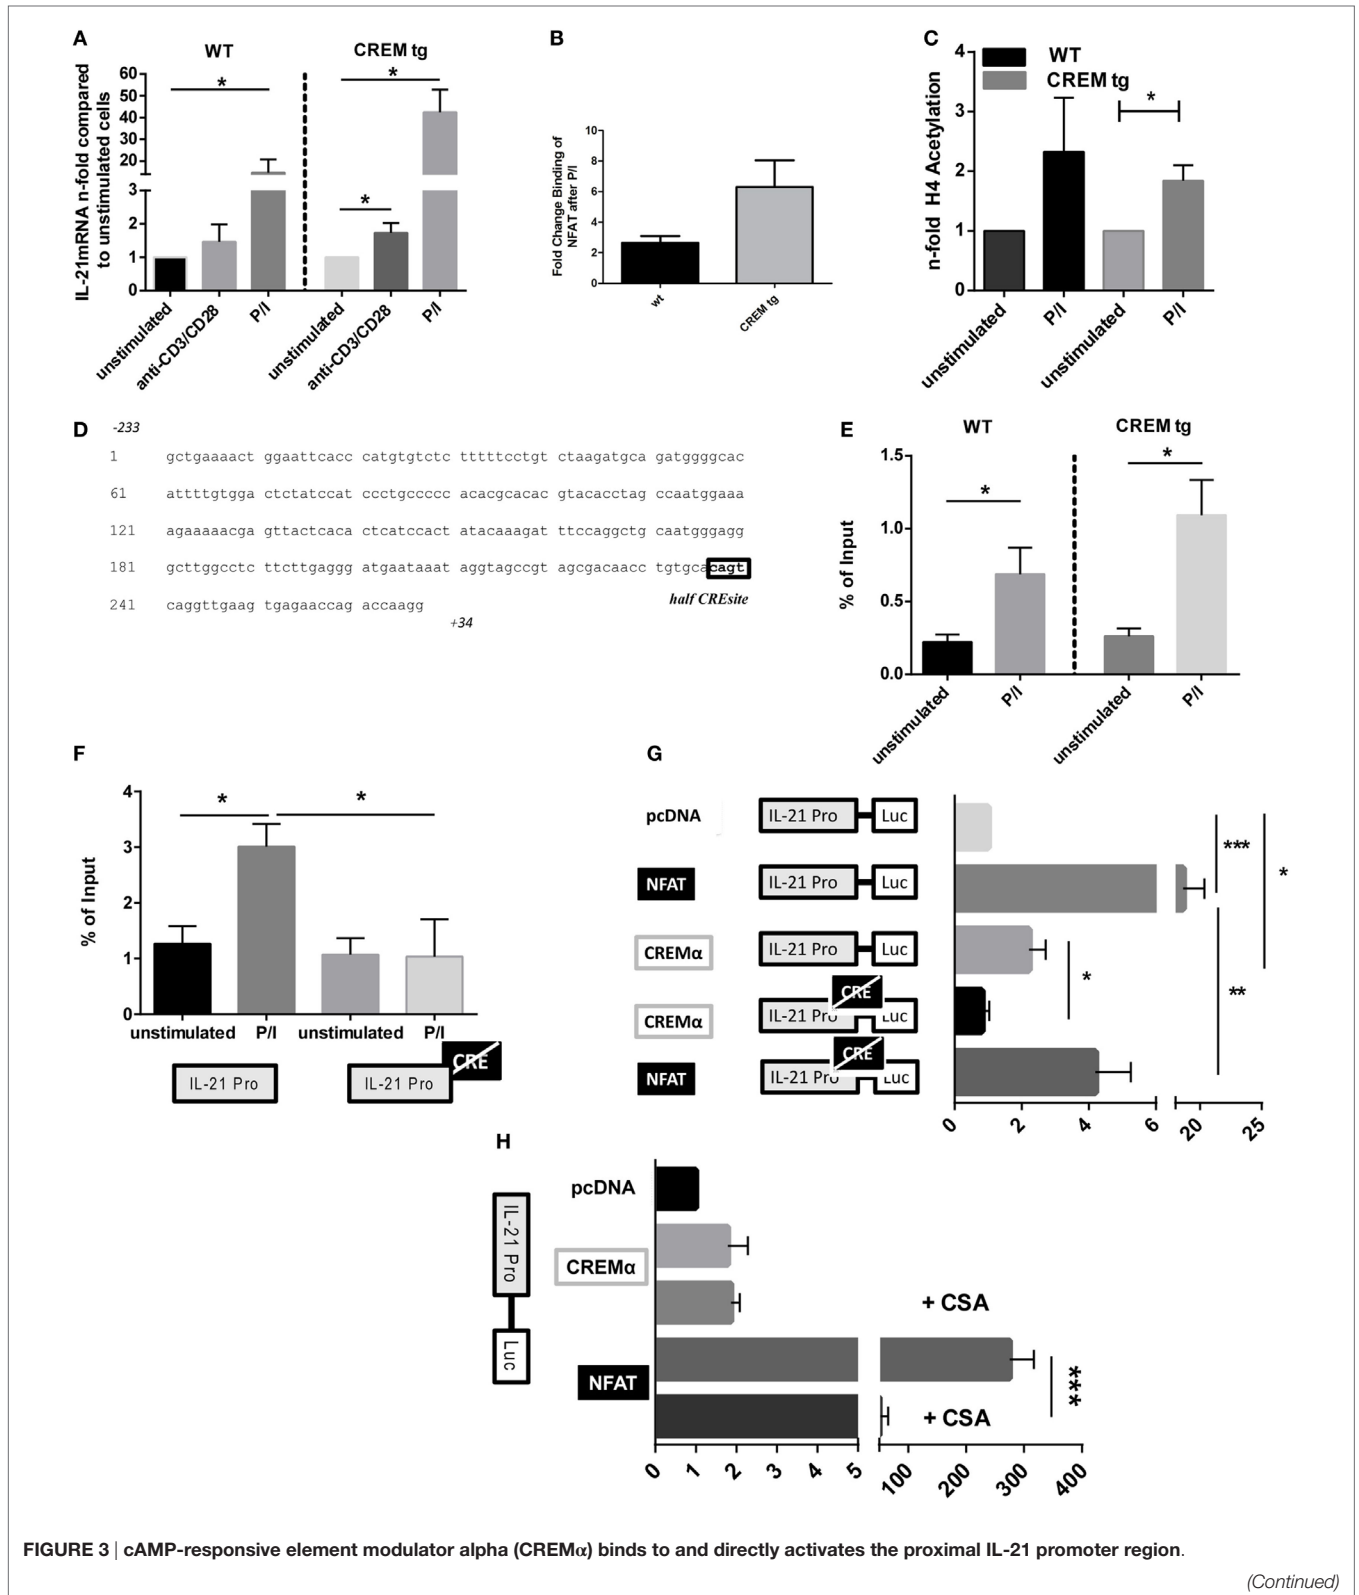 A
WT
CREM tg
IL-21mRNA n-fold compared
to unstimulated cells
60
50
40
30
20
3
2
1
0
*
*
*
unstimulated
anti-CD3/CD28
P/I
unstimulated
anti-CD3/CD28
P/I
B
Fold Change Binding of
NFAT after P/I
10
8
6
4
2
0
wt
CREM tg
C
WT
CREM tg
n-fold H4 Acetylation
4
3
2
1
0
*
unstimulated
P/I
unstimulated
P/I
D
-233
1 gctgaaaact ggaattcacc catgtgtctc tttttcctgt ctaagatgca gatggggcac
61 attttgtgga ctctatccat ccctgccccc acacgcacac gtacacctag ccaatggaaa
121 agaaaaacga gttactcaca ctcatccact atacaaagat ttccaggctg caatgggagg
181 gcttggcctc ttcttgaggg atgaataaat aggtagccgt agcgacaacc tgtgcacagt
half CREsite
241 caggttgaag tgagaaccag accaagg
+34
E
WT
CREM tg
% of Input
1.5
1.0
0.5
0.0
*
*
unstimulated
P/I
unstimulated
P/I
F
% of Input
4
3
2
1
0
*
*
unstimulated P/I unstimulated P/I
IL-21 Pro
IL-21 Pro
CRE
G
pcDNA IL-21 Pro Luc
NFAT IL-21 Pro Luc
CREMα IL-21 Pro Luc
CRE
CREMα IL-21 Pro Luc
CRE
NFAT IL-21 Pro Luc
***
*
*
**
0 2 4 6 20 25
H
IL-21 Pro
Luc
pcDNA
CREMα
+ CSA
NFAT
+ CSA
***
0 1 2 3 4 5 100 200 300 400
FIGURE 3 | cAMP-responsive element modulator alpha (CREMα) binds to and directly activates the proximal IL-21 promoter region.
(Continued)